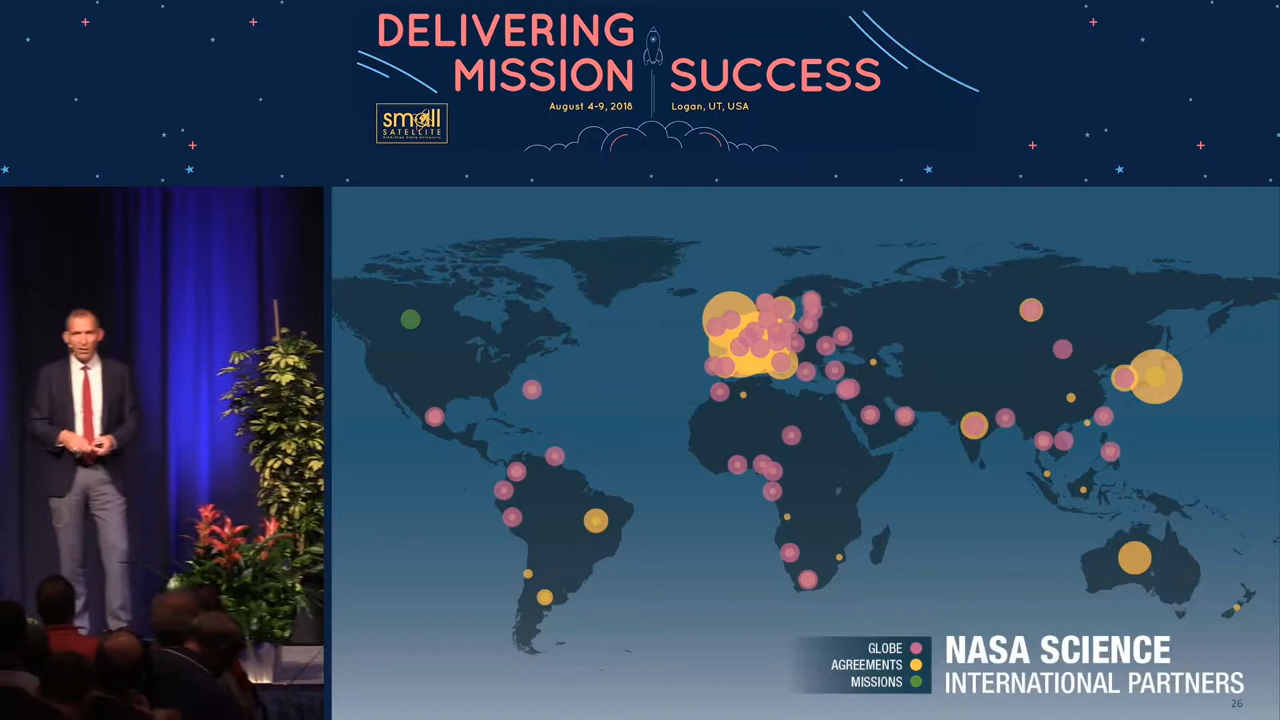 DELIVERING
MISSION SUCCESS
August 4-9, 2018 Logan, UT, USA
small
SATELLITE
GLOBE
AGREEMENTS
MISSIONS
NASA SCIENCE
INTERNATIONAL PARTNERS
26